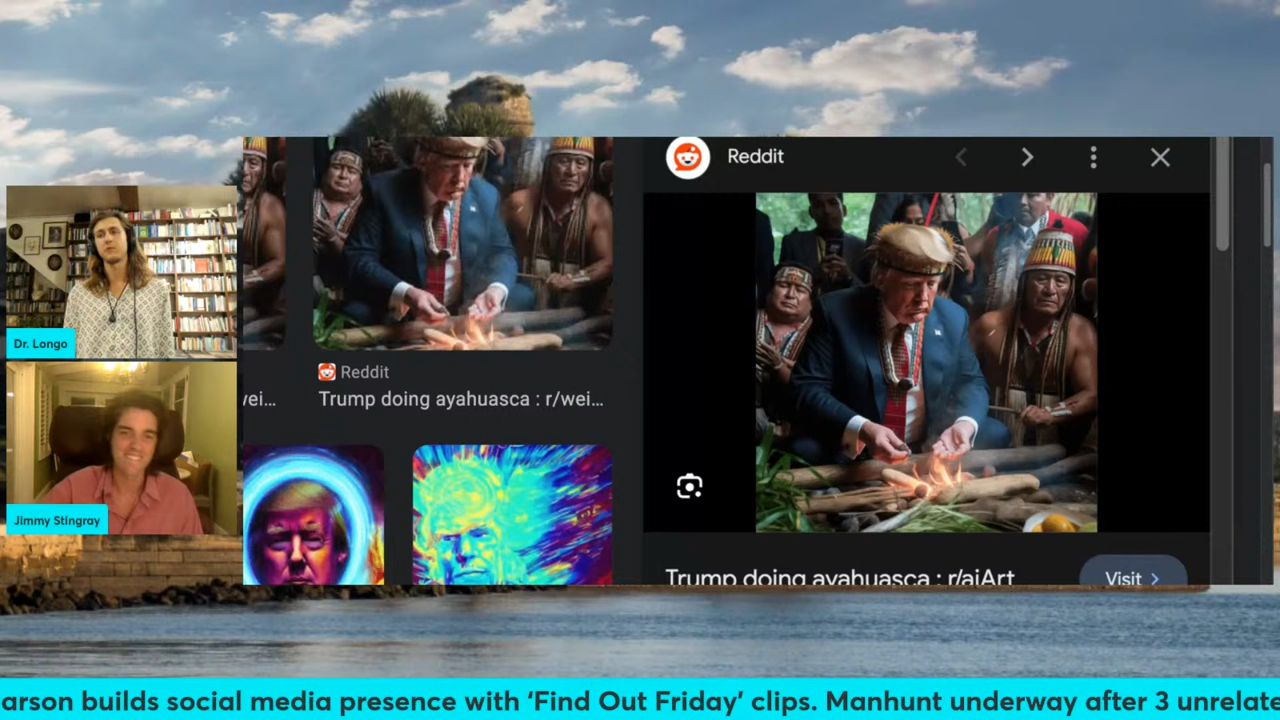 Reddit
Dr. Longo
Reddit
vei...
Trump doing ayahuasca : r/wei...
Jimmy Stingray
Trump doing ayahuasca : r/aiArt
Visit
arson builds social media presence with ‘Find Out Friday’ clips. Manhunt underway after 3 unrelate